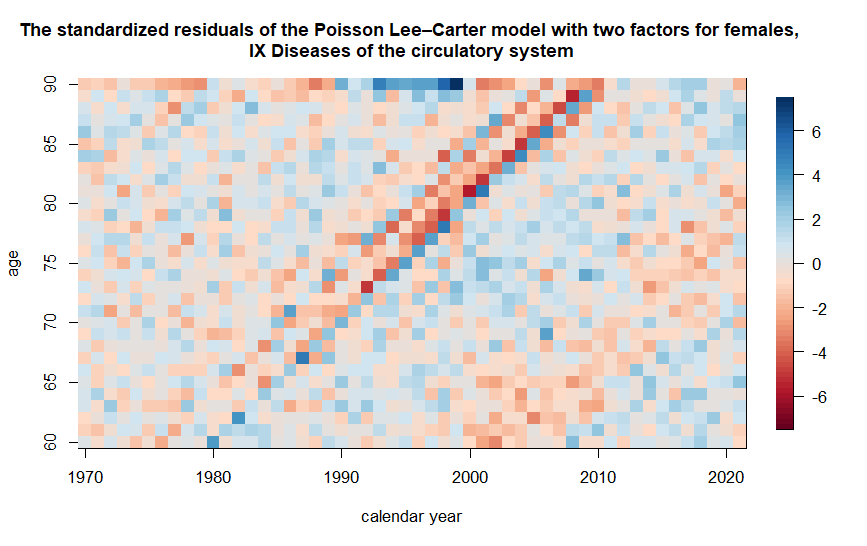 The standardized residuals of the Poisson Lee–Carter model with two factors for females,
IX Diseases of the circulatory system
90
85
80
75
70
65
60
age
1970 1980 1990 2000 2010 2020
calendar year
6
4
2
0
-2
-4
-6